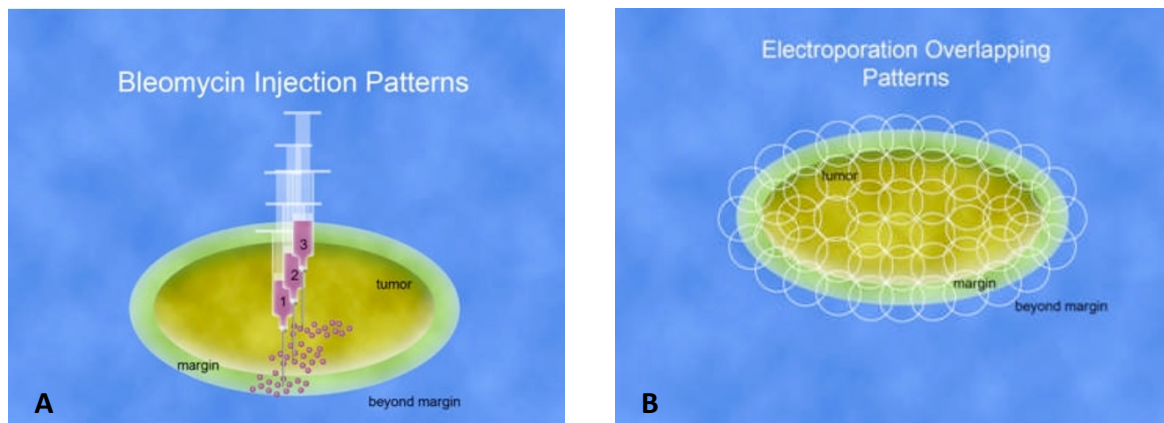 Bleomycin Injection Patterns
3
2
1
tumor
margin
beyond margin
A
Electroporation Overlapping
Patterns
tumor
margin
beyond margin
B